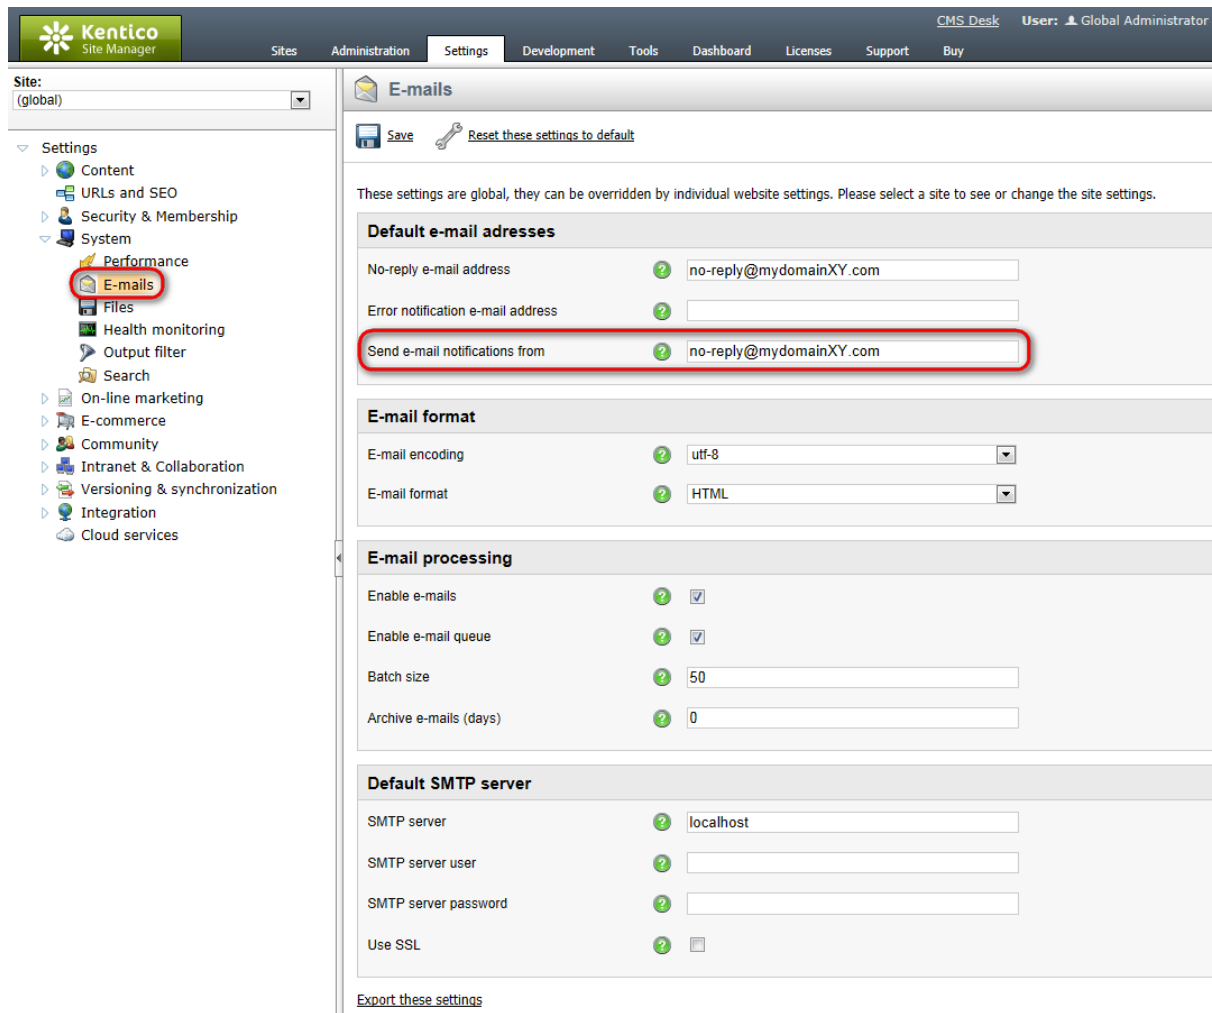 Kentico
Site Manager
CMS Desk User: Global Administrator
Sites Administration Settings Development Tools Dashboard Licenses Support Buy
Site:
(global)
Settings
Content
URLs and SEO
Security & Membership
System
Performance
E-mails
Files
Health monitoring
Output filter
Search
On-line marketing
E-commerce
Community
Intranet & Collaboration
Versioning & synchronization
Integration
Cloud services
E-mails
Save Reset these settings to default
These settings are global, they can be overridden by individual website settings. Please select a site to see or change the site settings.
Default e-mail adresses
No-reply e-mail address ? no-reply@mydomainXY.com
Error notification e-mail address ?
Send e-mail notifications from ? no-reply@mydomainXY.com
E-mail format
E-mail encoding ? utf-8
E-mail format ? HTML
E-mail processing
Enable e-mails ?
Enable e-mail queue ?
Batch size ? 50
Archive e-mails (days) ? 0
Default SMTP server
SMTP server ? localhost
SMTP server user ?
SMTP server password ?
Use SSL ?
Export these settings